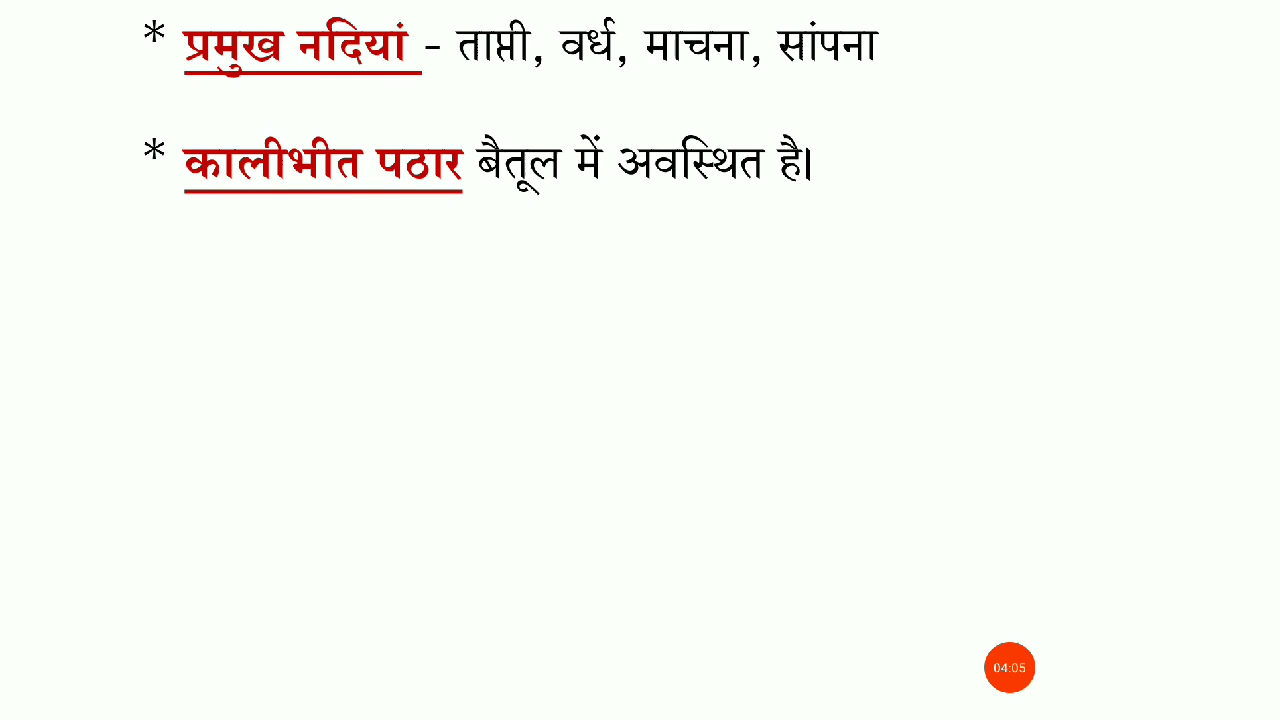 * प्रमुख नदियां - ताप्ती, वर्ध, माचना, सांपना
* कालीभीत पठार बैतूल में अवस्थित है।
04:05